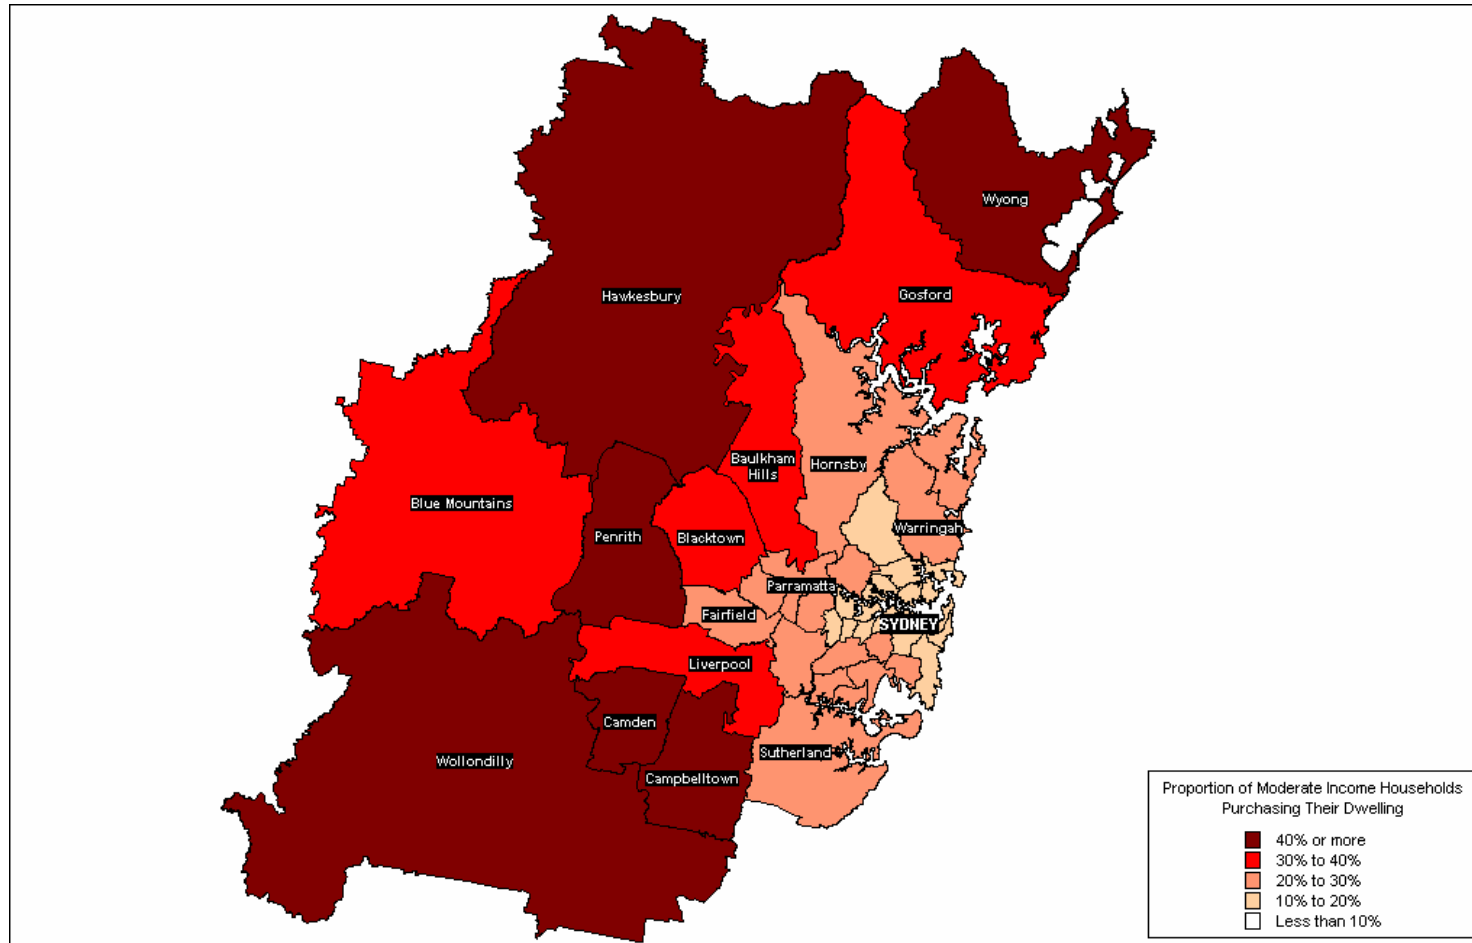 Wyong
Hawkesbury
Gosford
Baulkham
Hills
Hornsby
Blue Mountains
Penrith
Blacktown
Warringah
Parramatta
Fairfield
SYDNEY
Liverpool
Camden
Sutherland
Wollondilly
Campbelltown
Proportion of Moderate Income Households
Purchasing Their Dwelling
40% or more
30% to 40%
20% to 30%
10% to 20%
Less than 10%